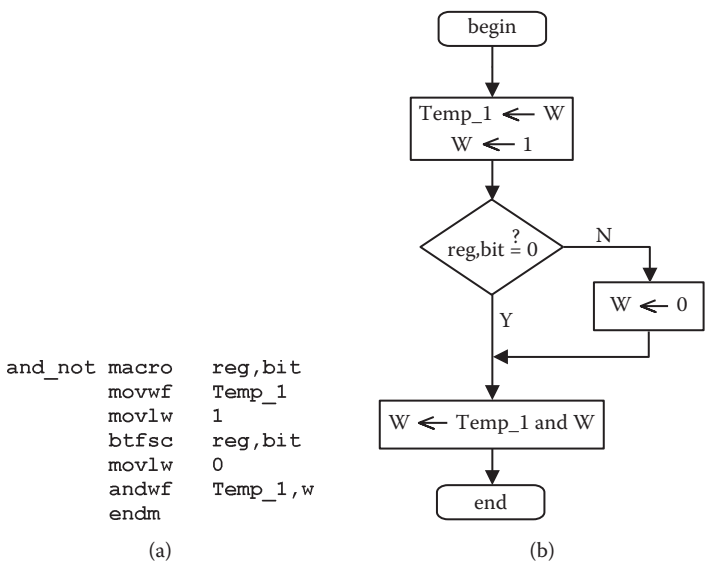 and_not macro reg,bit
movwf Temp_1
movlw 1
btfsc reg,bit
movlw 0
andwf Temp_1,w
endm
(a)
begin
Temp_1 ← W
W ← 1
reg,bit ≟ 0
N
W ← 0
Y
W ← Temp_1 and W
end
(b)